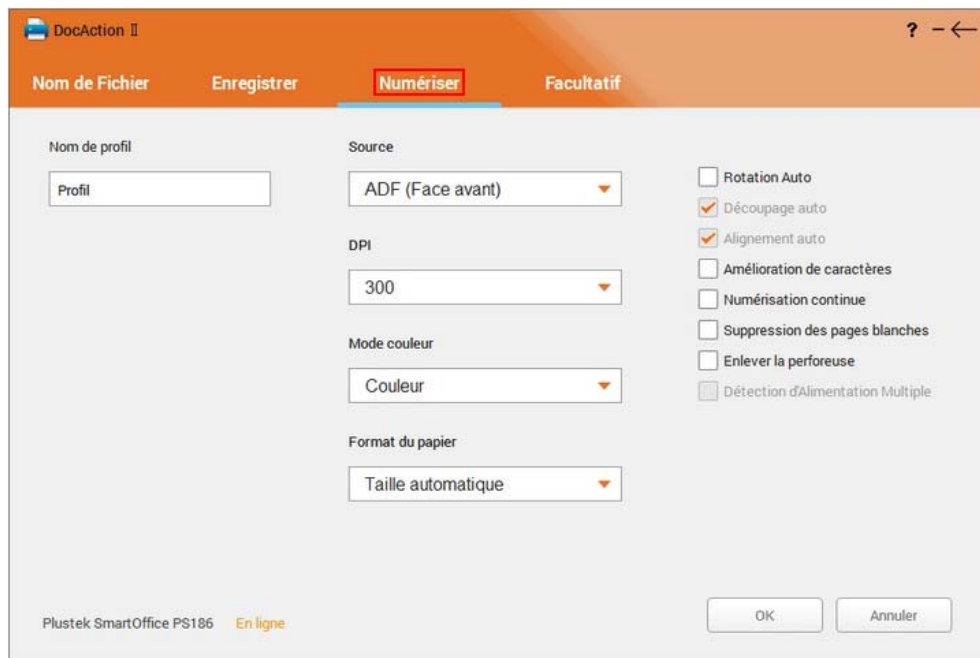 DocAction II
? – ←
Nom de Fichier Enregistrer Numériser Facultatif
Nom de profil
Profil
Source
ADF (Face avant)
DPI
300
Mode couleur
Couleur
Format du papier
Taille automatique
Rotation Auto
Découpage auto
Alignement auto
Amélioration de caractères
Numérisation continue
Suppression des pages blanches
Enlever la perforeuse
Détection d'Alimentation Multiple
Plustek SmartOffice PS186 En ligne
OK Annuler